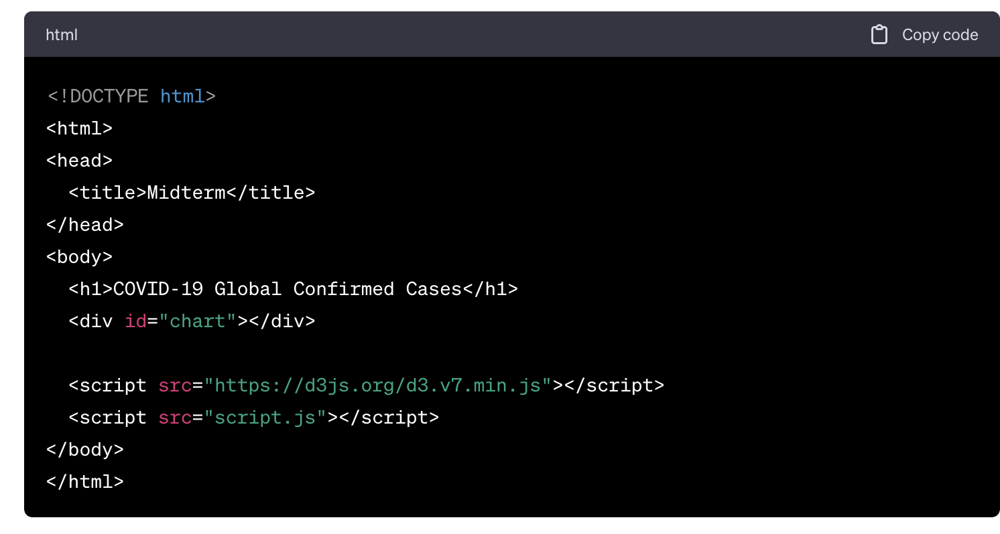 html
Copy code
<!DOCTYPE html>
<html>
<head>
  <title>Midterm</title>
</head>
<body>
  <h1>COVID-19 Global Confirmed Cases</h1>
  <div id="chart"></div>

  <script src="https://d3js.org/d3.v7.min.js"></script>
  <script src="script.js"></script>
</body>
</html>